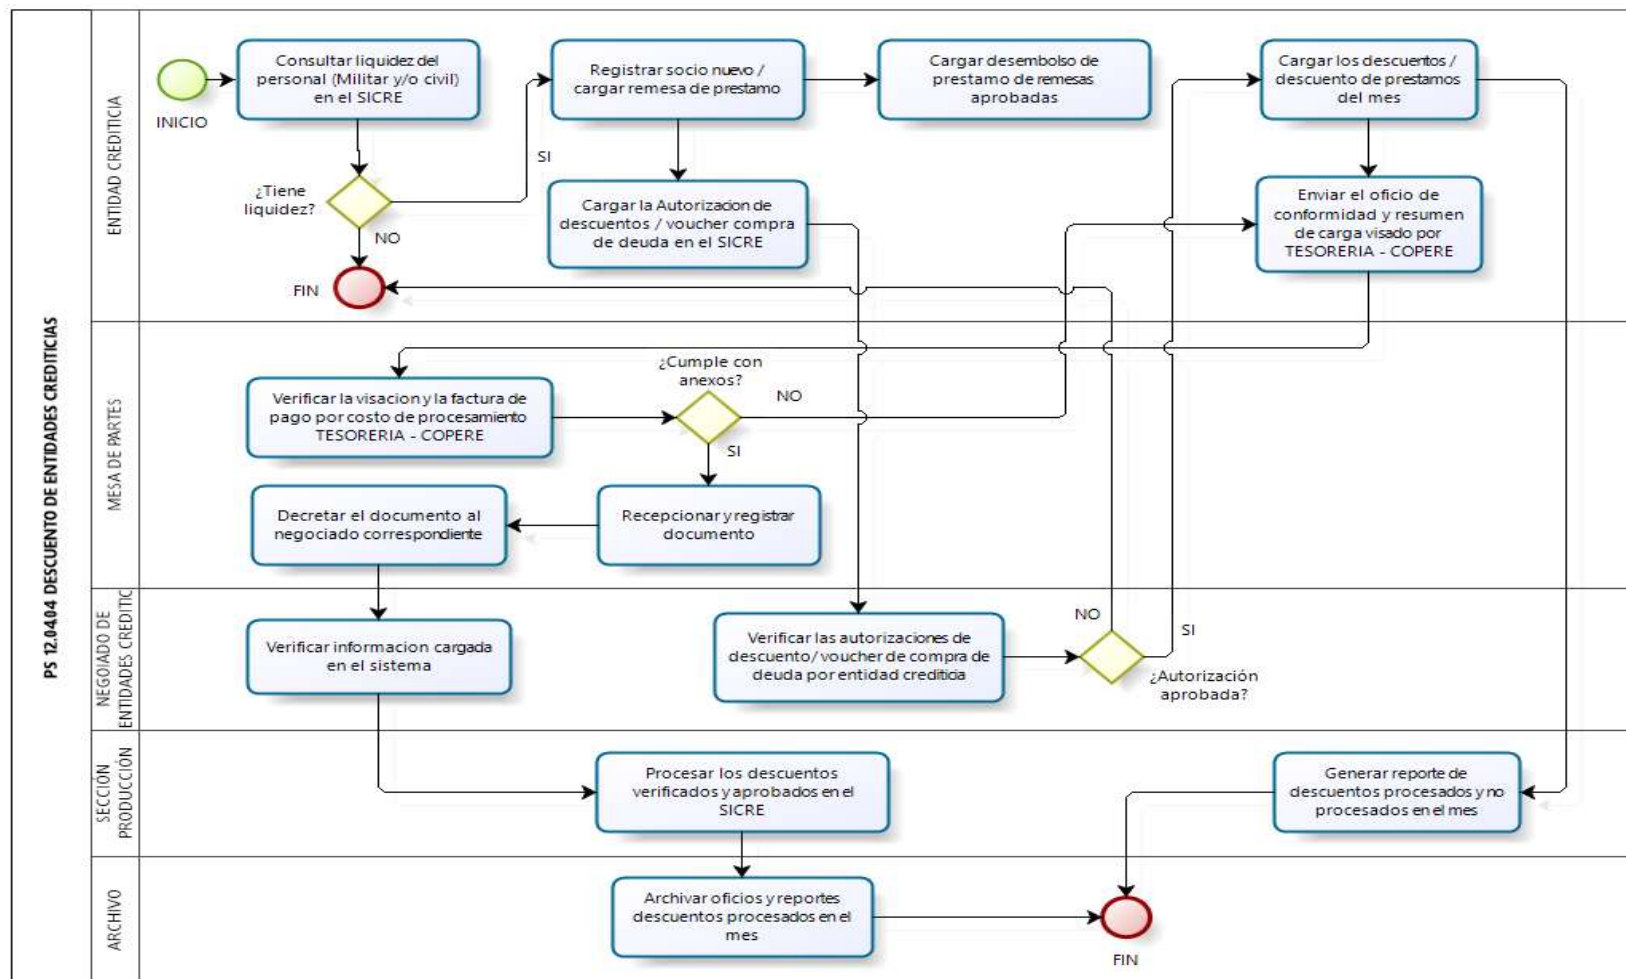 PS 12.04.04 DESCUENTO DE ENTIDADES CREDITICIAS
ENTIDAD CREDITICIA
INICIO
Consultar liquidez del
personal (Militar y/o civil)
en el SICRE
¿Tiene
liquidez?
SI
NO
FIN
Registrar socio nuevo /
cargar remesa de prestamo
Cargar desembolso de
prestamo de remesas
aprobadas
Cargar la Autorizacion de
descuentos / voucher compra
de deuda en el SICRE
Cargar los descuentos /
descuento de prestamos
del mes
Enviar el oficio de
conformidad y resumen
de carga visado por
TESORERIA - COPERE
MESA DE PARTES
Verificar la visacion y la factura de
pago por costo de procesamiento
TESORERIA - COPERE
¿Cumple con
anexos?
NO
SI
Recepcionar y registrar
documento
Decretar el documento al
negociado correspondiente
NEGOIADO DE
ENTIDADES CREDITIC
Verificar informacion cargada
en el sistema
Verificar las autorizaciones de
descuento/ voucher de compra de
deuda por entidad crediticia
NO
SI
¿Autorización
aprobada?
SECCIÓN
PRODUCCIÓN
Procesar los descuentos
verificados y aprobados en el
SICRE
Generar reporte de
descuentos procesados y no
procesados en el mes
ARCHIVO
Archivar oficios y reportes
descuentos procesados en el
mes
FIN